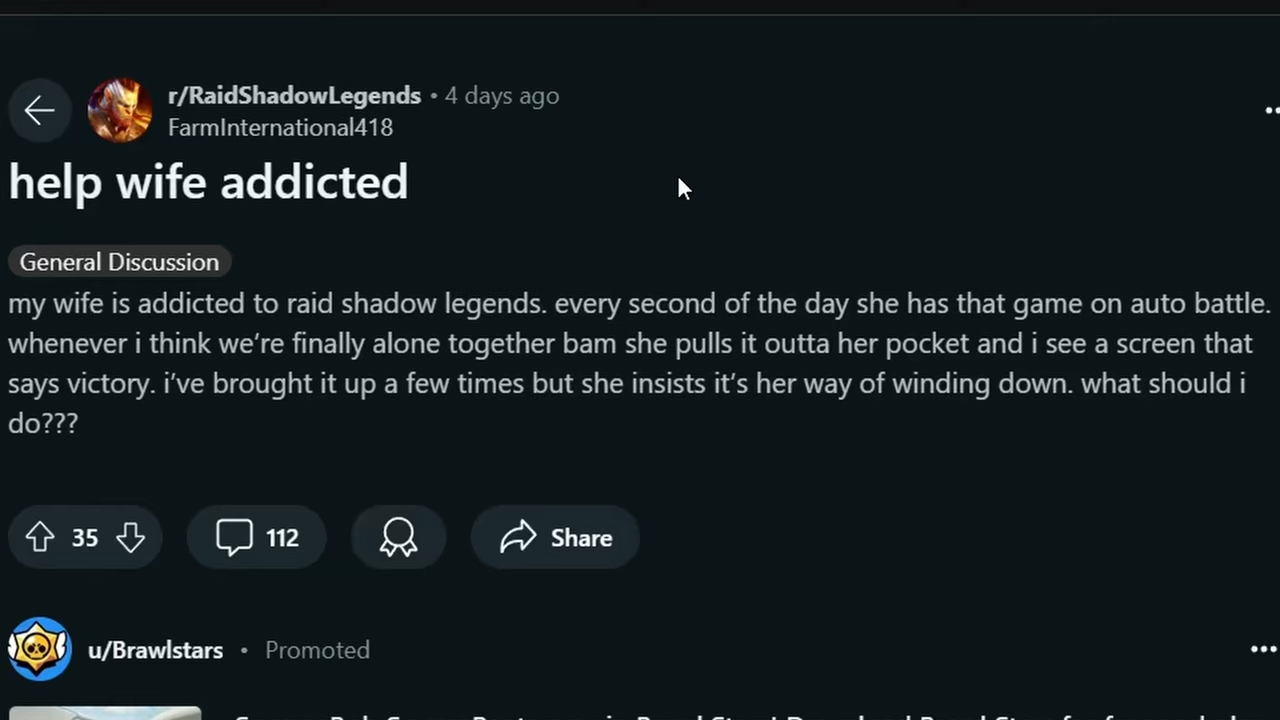 r/RaidShadowLegends • 4 days ago
FarmInternational418
help wife addicted
General Discussion
my wife is addicted to raid shadow legends. every second of the day she has that game on auto battle.
whenever i think we’re finally alone together bam she pulls it outta her pocket and i see a screen that
says victory. i’ve brought it up a few times but she insists it’s her way of winding down. what should i
do???
35 112 Share
u/Brawlstars • Promoted